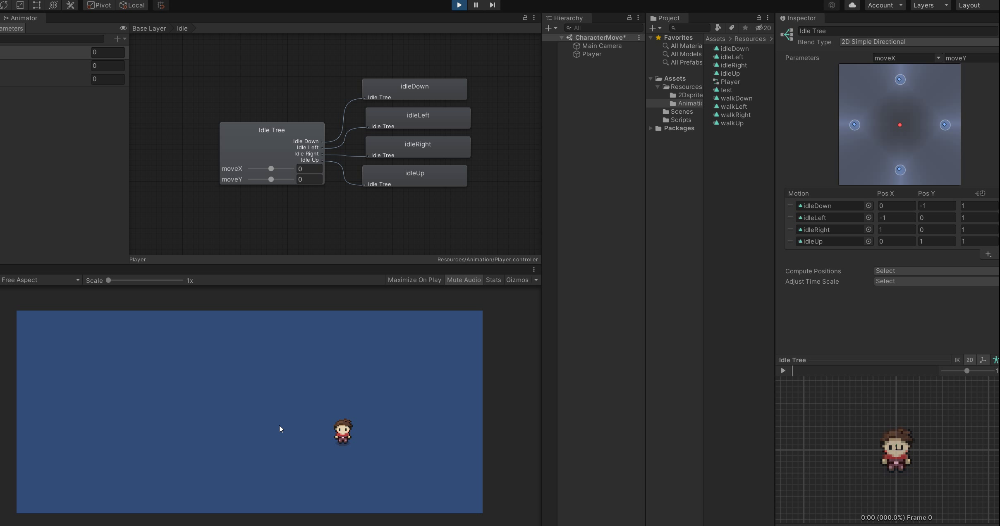 Pivot
Local
Account
Layers
Layout
Animator
ameters
Base Layer
Idle
0
0
0
idleDown
Idle Tree
idleLeft
Idle Tree
idleRight
Idle Tree
idleUp
Idle Tree
Idle Tree
Idle Down
Idle Left
Idle Right
Idle Up
moveX 0
moveY 0
Player
Resources/Animation/Player.controller
Free Aspect
Scale
1x
Maximize On Play
Mute Audio
Stats
Gizmos
Hierarchy
All
CharacterMove*
Main Camera
Player
Project
20
Favorites
All Materia
All Models
All Prefabs
Assets
Resources
2Dsprite
Animatio
Scenes
Scripts
Packages
Assets > Resources >
idleDown
idleLeft
idleRight
idleUp
Player
test
walkDown
walkLeft
walkRight
walkUp
Inspector
Idle Tree
Blend Type 2D Simple Directional
Parameters moveX moveY
Motion Pos X Pos Y
idleDown 0 -1 1
idleLeft -1 0 1
idleRight 1 0 1
idleUp 0 1 1
Compute Positions Select
Adjust Time Scale Select
Idle Tree
IK
2D
1
0:00 (000.0%) Frame 0